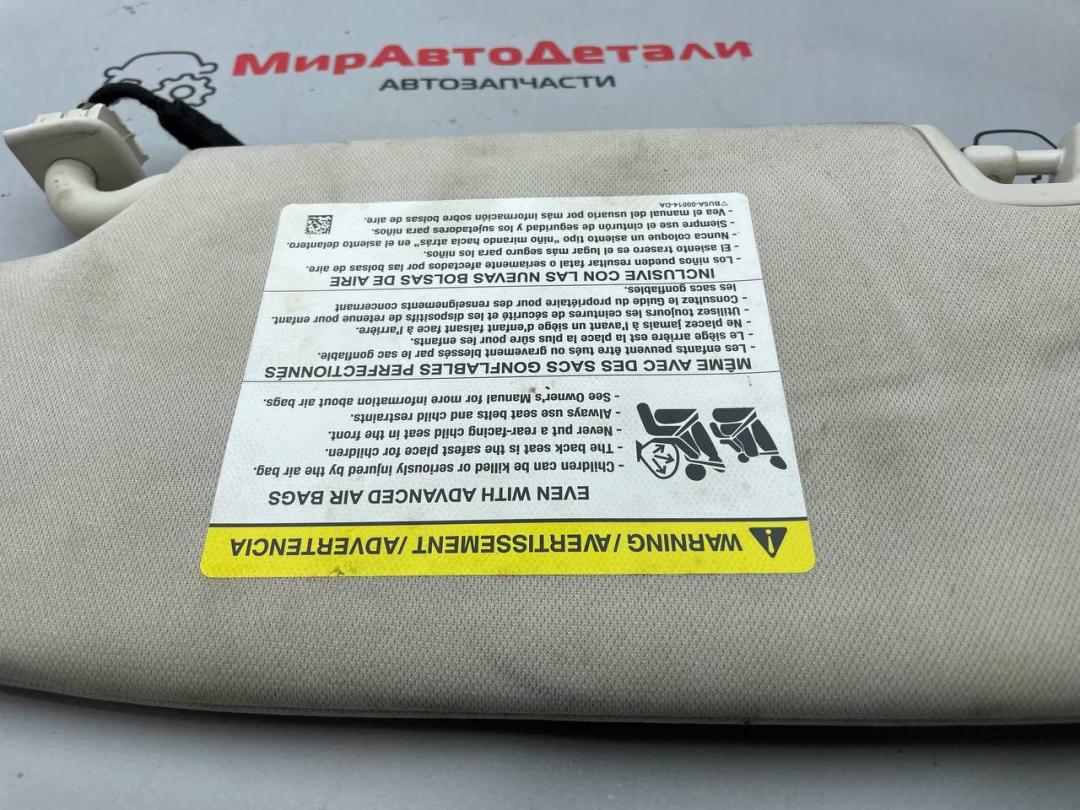 МирАвтоДетали
АВТОЗАПЧАСТИ
WARNING / AVERTISSEMENT / ADVERTENCIA
EVEN WITH ADVANCED AIR BAGS
- Children can be killed or seriously injured by the air bag.
- The back seat is the safest place for children.
- Never put a rear-facing child seat in the front.
- Always use seat belts and child restraints.
- See Owner's Manual for more information about air bags.
MÊME AVEC DES SACS GONFLABLES PERFECTIONNÉS
- Les enfants peuvent être tués ou gravement blessés par le sac gonflable.
- Le siège arrière est la place la plus sûre pour les enfants.
- Ne placez jamais à l'avant un siège d'enfant faisant face à l'arrière.
- Utilisez toujours les ceintures de sécurité et les dispositifs de retenue pour enfant.
- Consultez le Guide du propriétaire pour des renseignements concernant
les sacs gonflables.
INCLUSIVE CON LAS NUEVAS BOLSAS DE AIRE
- Los niños pueden resultar fatal o seriamente afectados por las bolsas de aire.
- El asiento trasero es el lugar más seguro para los niños.
- Nunca coloque un asiento tipo "niño mirando hacia atrás" en el asiento delantero.
- Siempre use el cinturón de seguridad y los sujetadores para niños.
- Vea el manual del usuario por más información sobre bolsas de aire.
▽BU5A-00014-DA